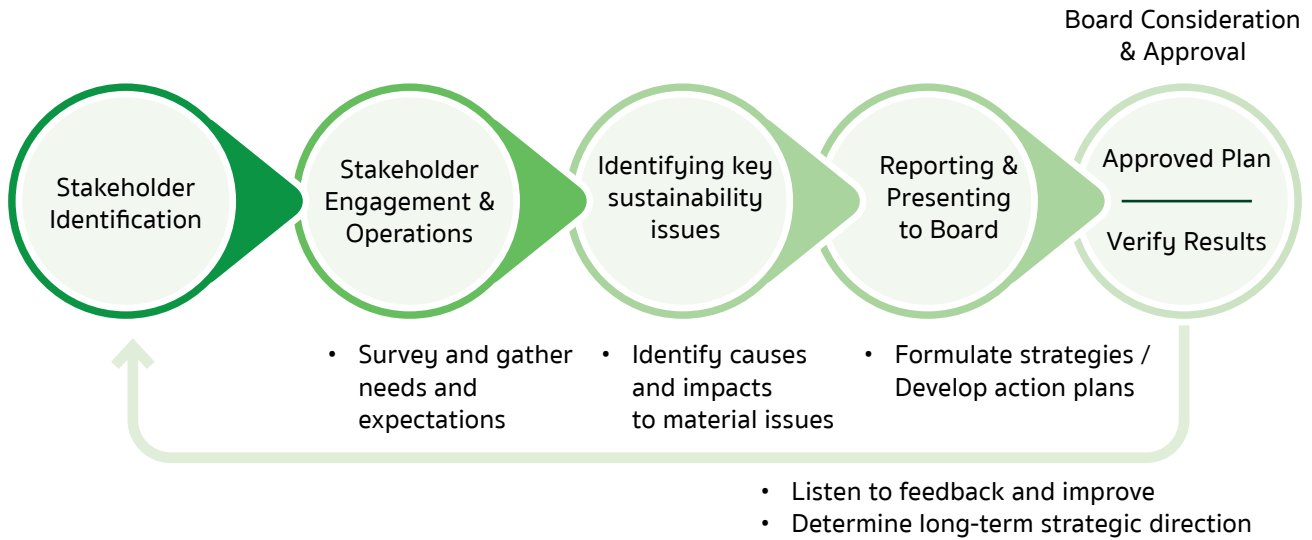 Board Consideration
& Approval
Stakeholder
Identification
Stakeholder
Engagement &
Operations
Identifying key
sustainability
issues
Reporting &
Presenting
to Board
Approved Plan
Verify Results
• Survey and gather
needs and
expectations
• Identify causes
and impacts
to material issues
• Formulate strategies /
Develop action plans
• Listen to feedback and improve
• Determine long-term strategic direction